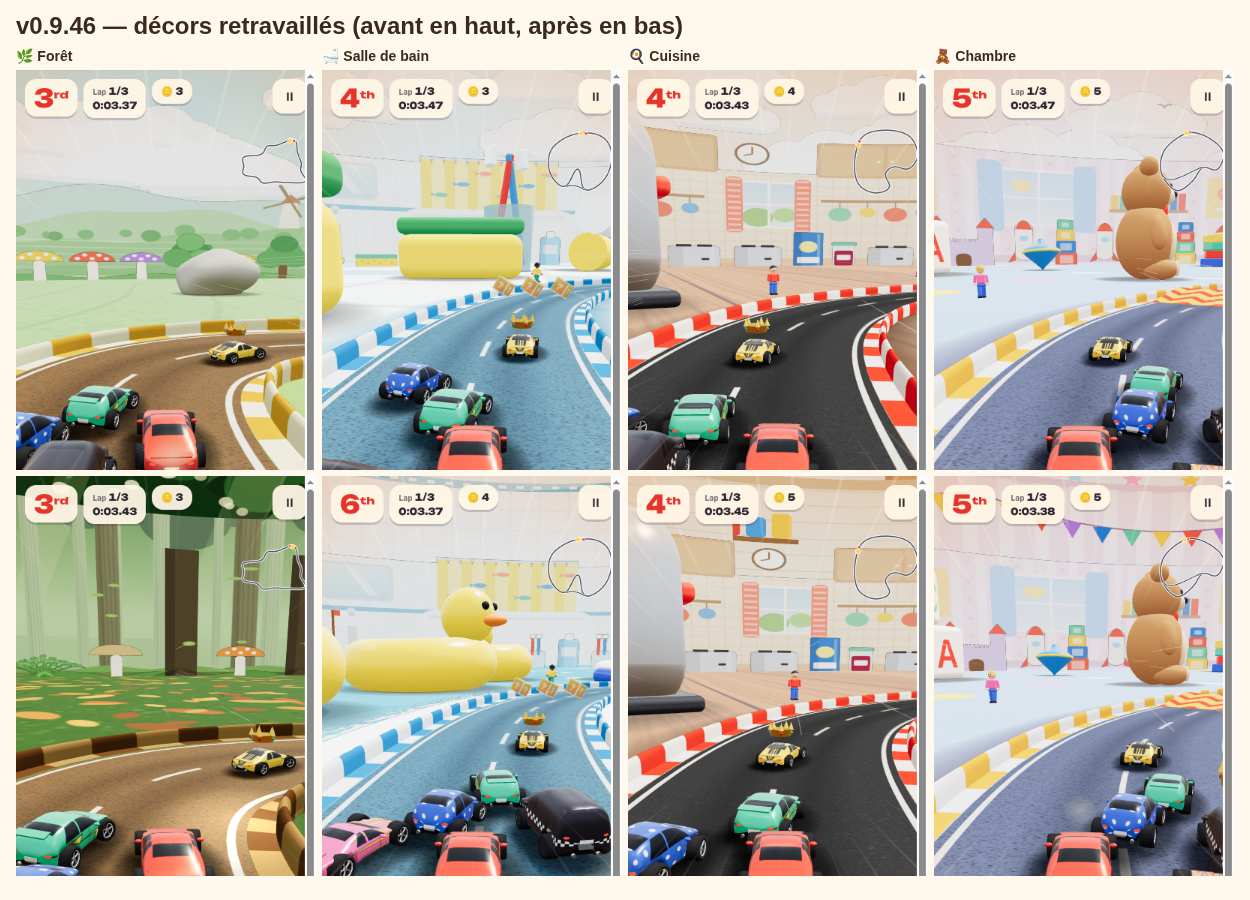 v0.9.46 — décors retravaillés (avant en haut, après en bas)
🌿 Forêt
🛁 Salle de bain
🍳 Cuisine
🧸 Chambre
3rd
Lap 1/3
0:03.37
3
4th
Lap 1/3
0:03.47
3
4th
Lap 1/3
0:03.43
4
5th
Lap 1/3
0:03.47
5
A
3rd
Lap 1/3
0:03.43
3
6th
Lap 1/3
0:03.37
4
4th
Lap 1/3
0:03.45
5
5th
Lap 1/3
0:03.38
5
A